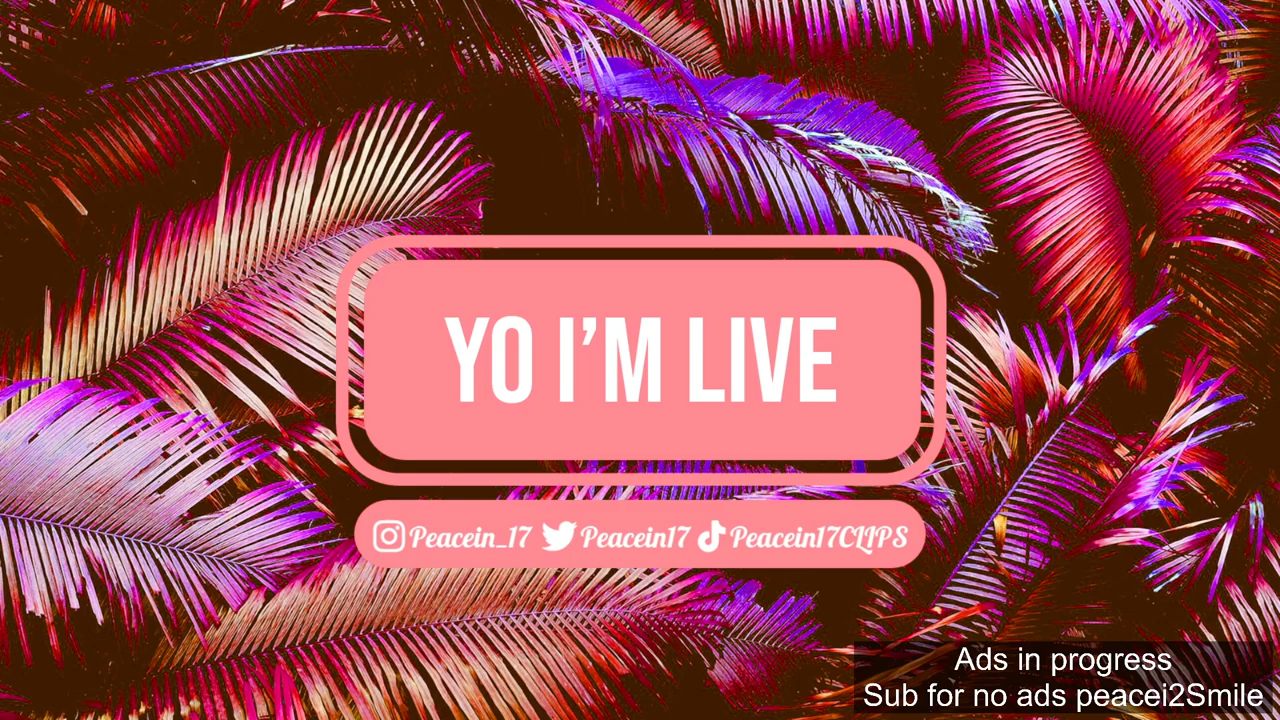 YO I’M LIVE
Peacein_17 Peacein17 Peacein17CLIPS
Ads in progress
Sub for no ads peacei2Smile